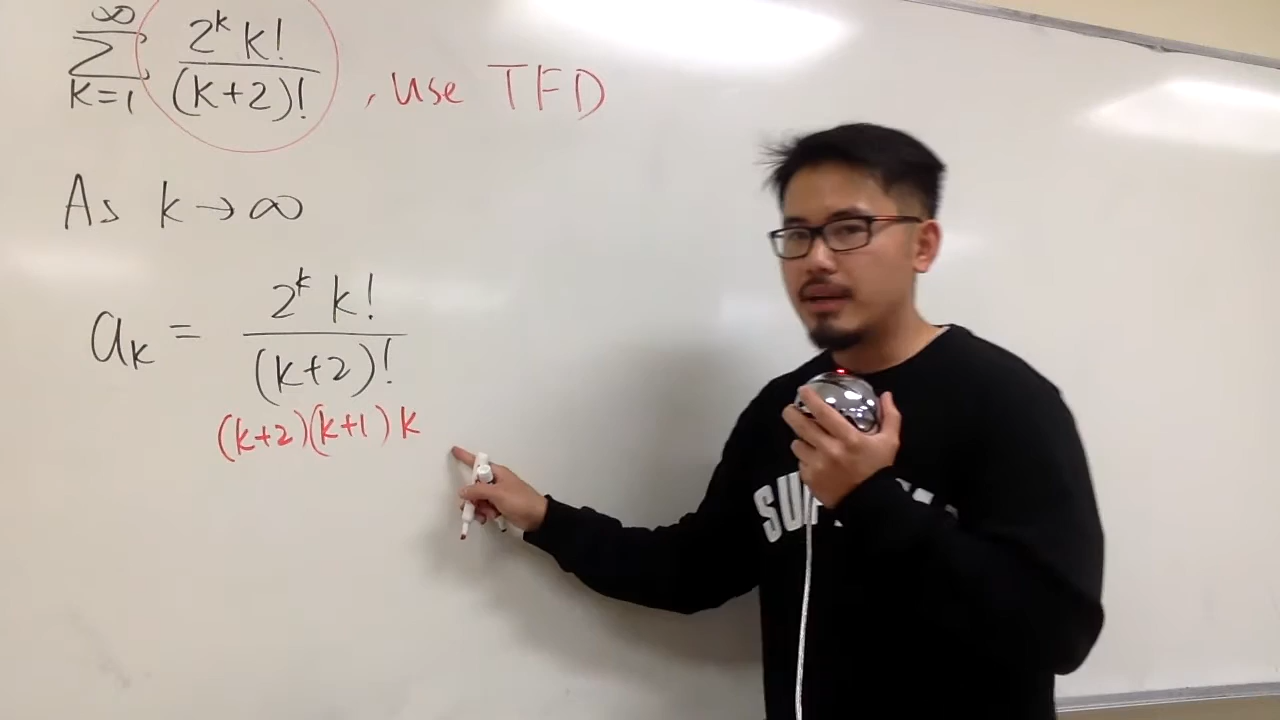 ∞
∑ 2^k k! / (k+2)! , use TFD
k=1
As k → ∞
a_k = 2^k k! / (k+2)!
(k+2)(k+1) k